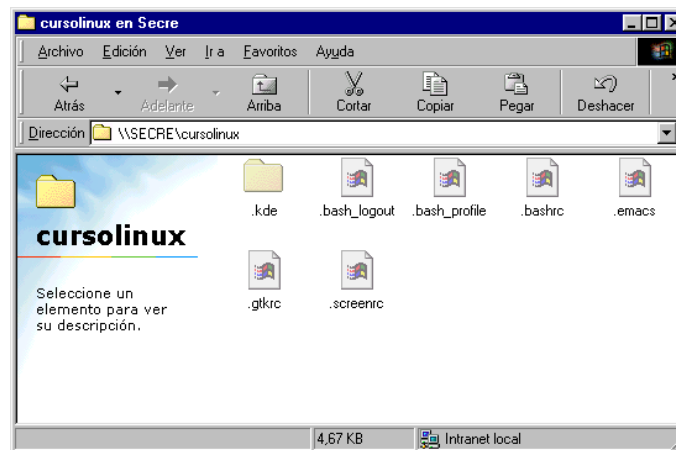 cursolinux en Secre
Archivo Edición Ver Ir a Favoritos Ayuda
Atrás Adelante Arriba Cortar Copiar Pegar Deshacer
Dirección \\SECRE\cursolinux
.kde .bash_logout .bash_profile .bashrc .emacs
cursolinux
.gtkrc .screenrc
Seleccione un
elemento para ver
su descripción.
4,67 KB Intranet local